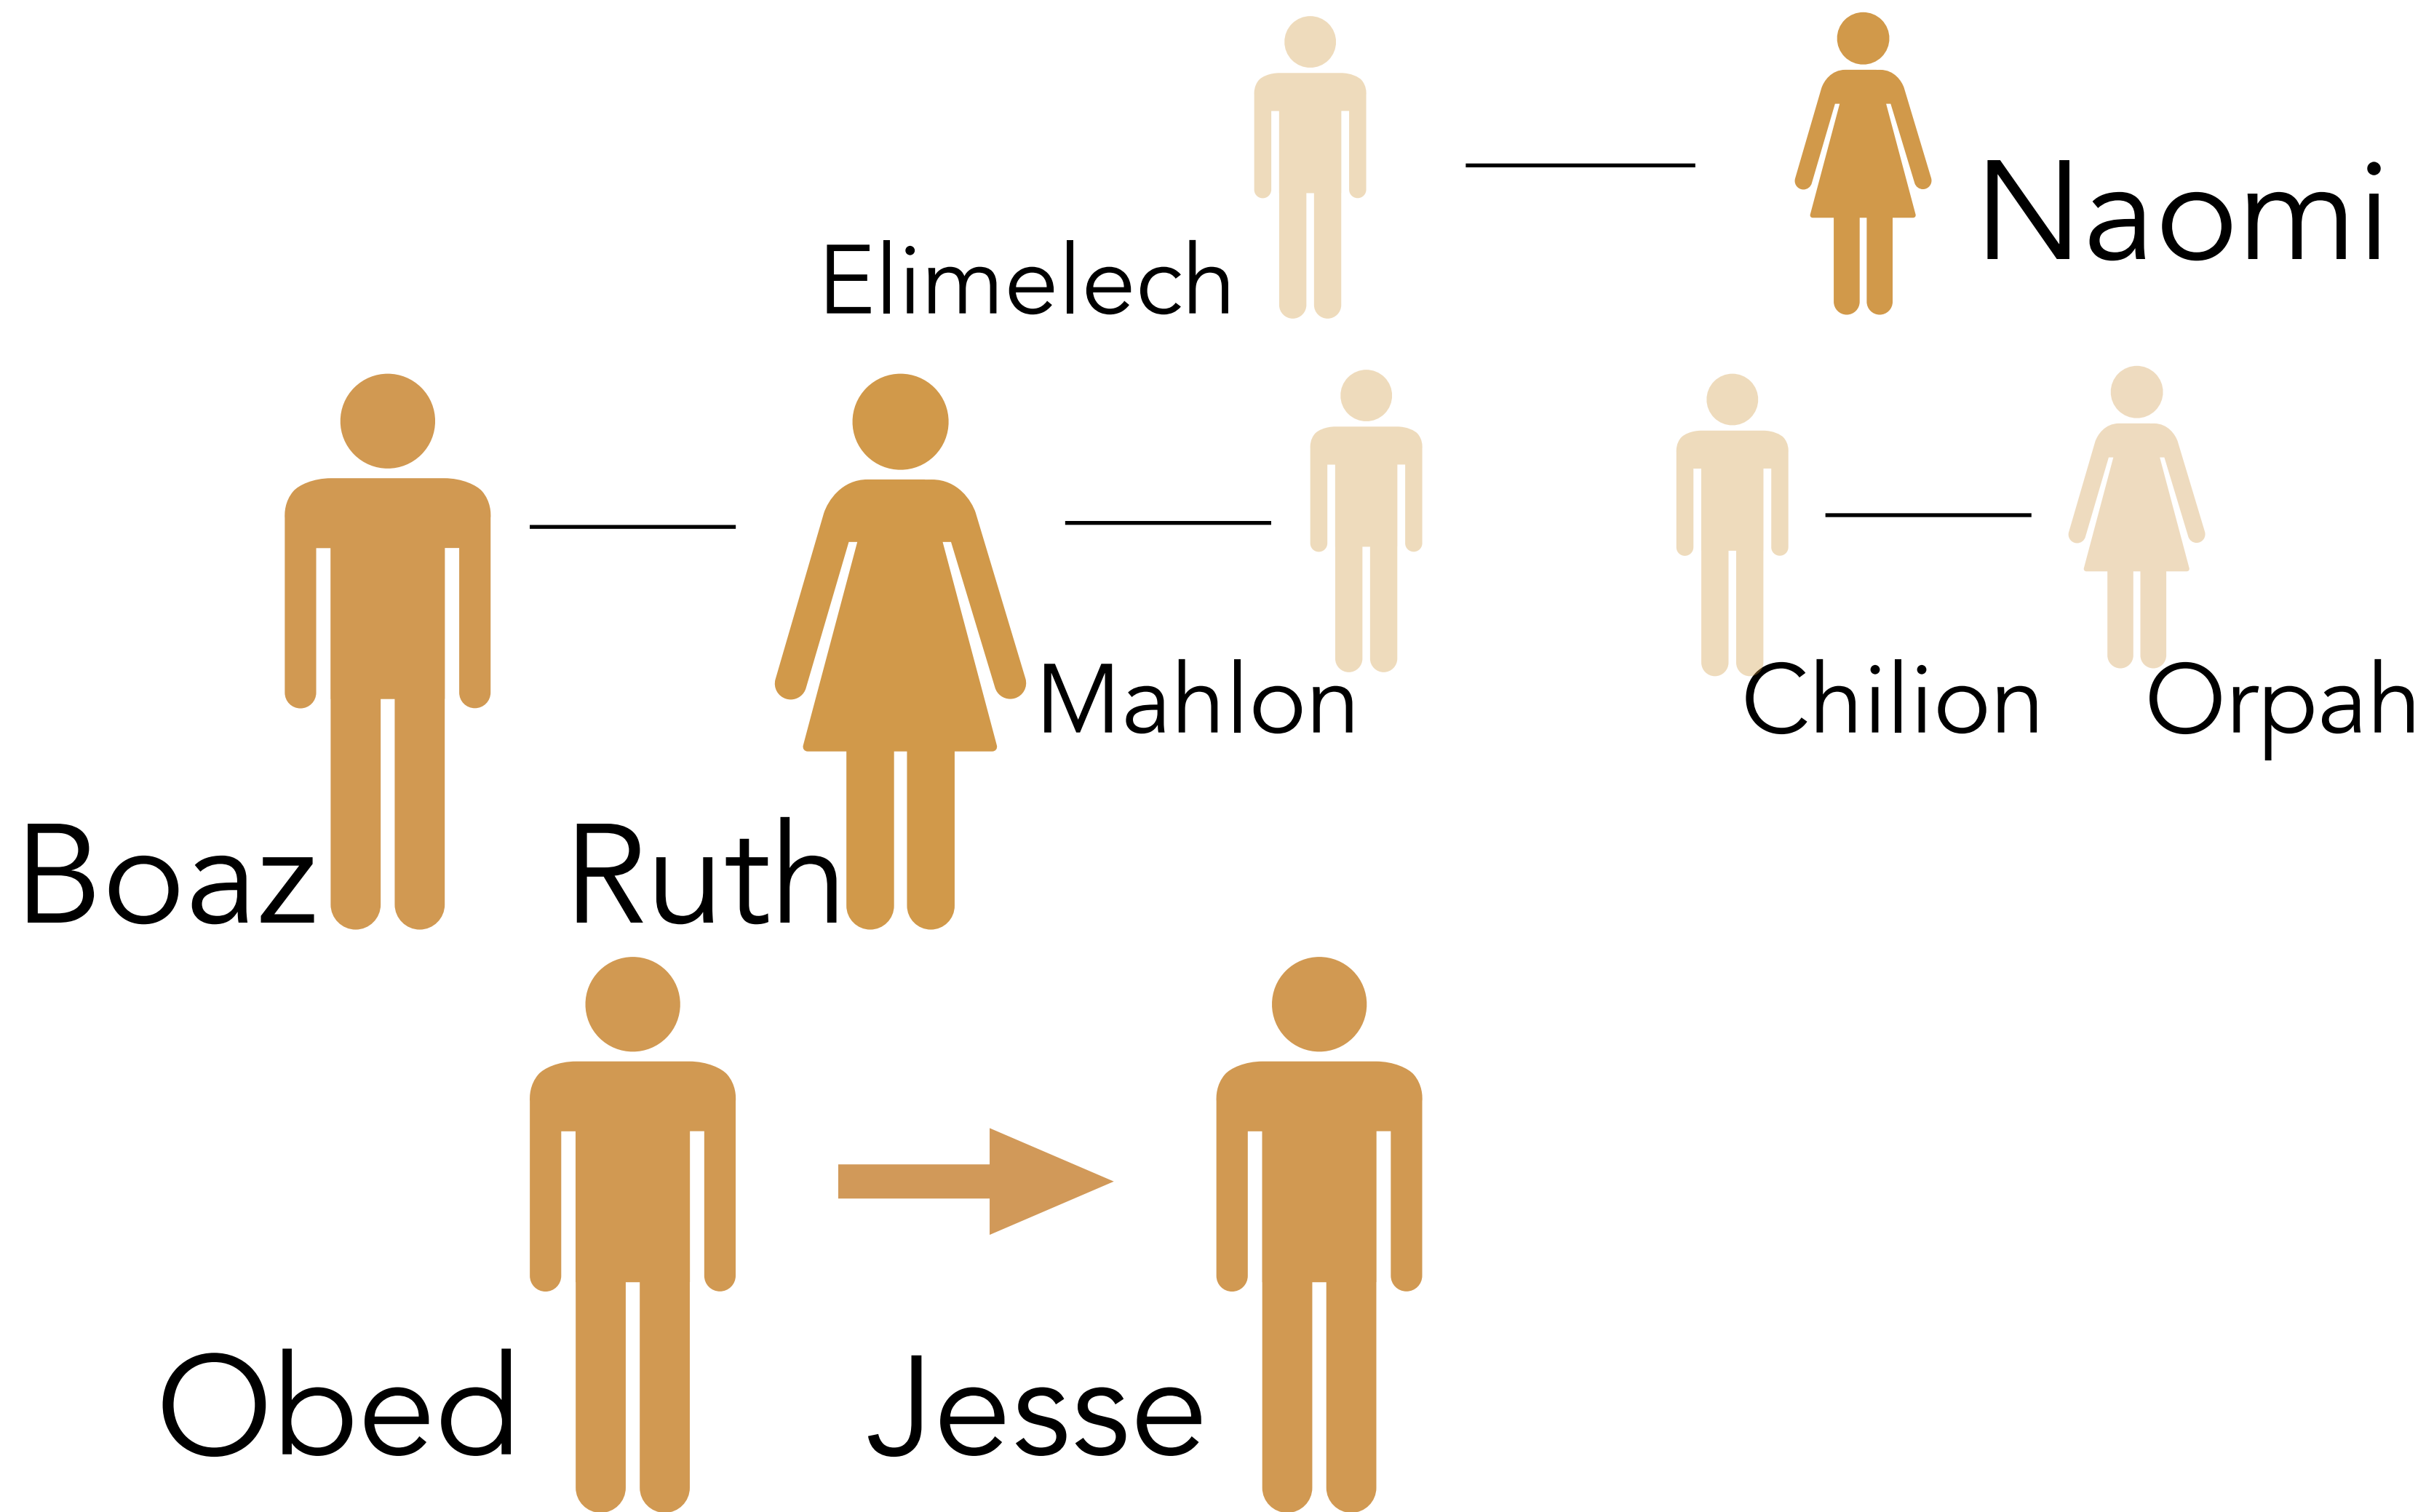 Naomi
Elimelech
Mahlon
Chilion
Orpah
Boaz
Ruth
Obed
Jesse